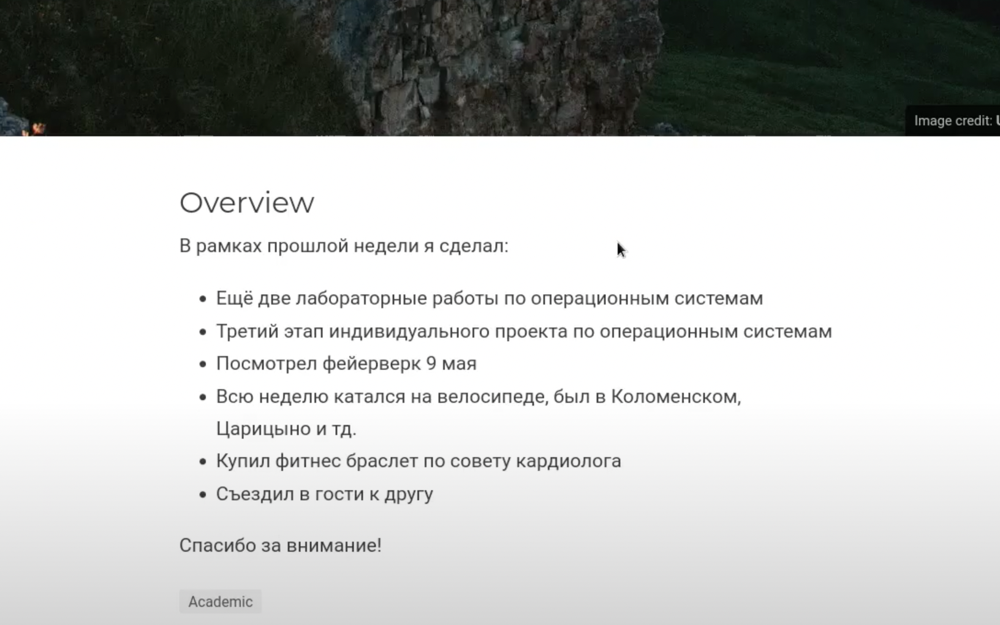 Image credit:
Overview
В рамках прошлой недели я сделал:
Ещё две лабораторные работы по операционным системам
Третий этап индивидуального проекта по операционным системам
Посмотрел фейерверк 9 мая
Всю неделю катался на велосипеде, был в Коломенском,
Царицыно и тд.
Купил фитнес браслет по совету кардиолога
Съездил в гости к другу
Спасибо за внимание!
Academic